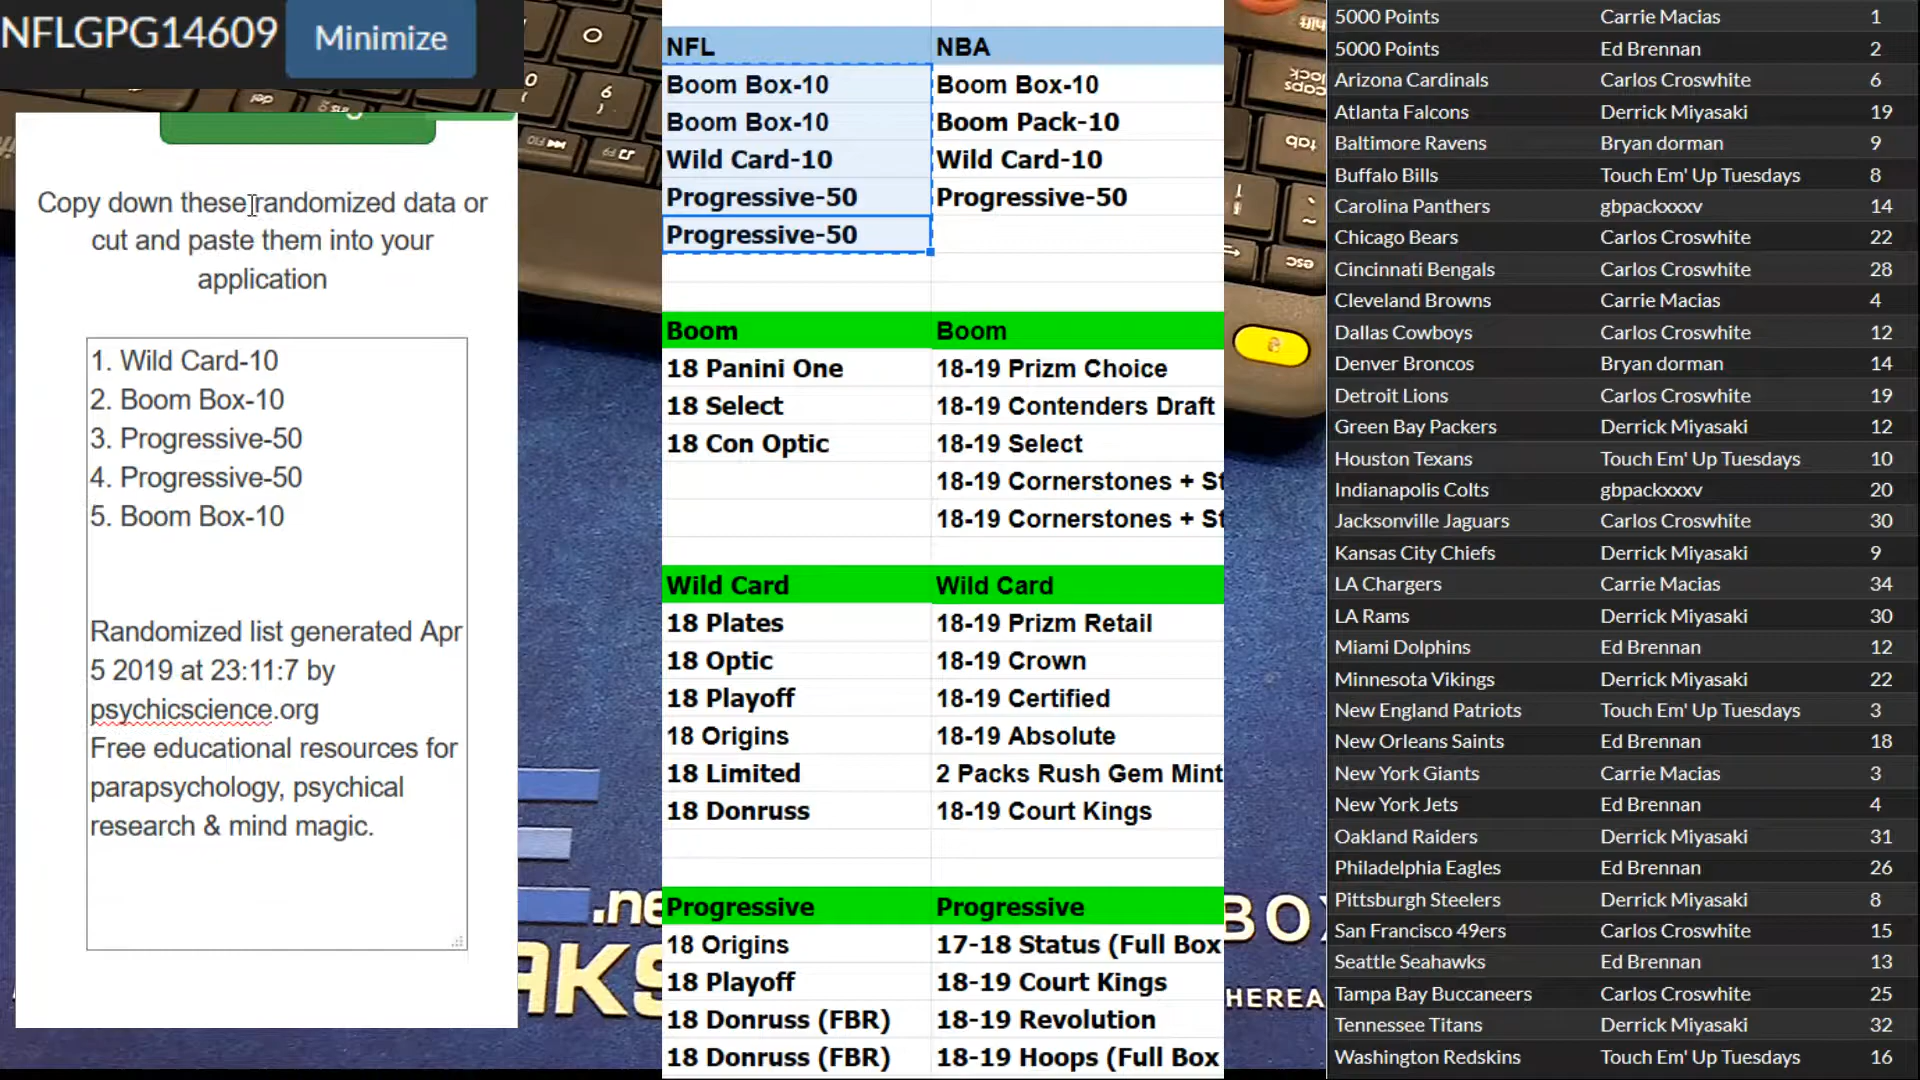 NFLGPG14609
Minimize
Copy down these randomized data or
cut and paste them into your
application
1. Wild Card-10
2. Boom Box-10
3. Progressive-50
4. Progressive-50
5. Boom Box-10
Randomized list generated Apr
5 2019 at 23:11:7 by
psychicscience.org
Free educational resources for
parapsychology, psychical
research & mind magic.
NFL NBA
Boom Box-10 Boom Box-10
Boom Box-10 Boom Pack-10
Wild Card-10 Wild Card-10
Progressive-50 Progressive-50
Progressive-50
Boom Boom
18 Panini One 18-19 Prizm Choice
18 Select 18-19 Contenders Draft
18 Con Optic 18-19 Select
18-19 Cornerstones + St
18-19 Cornerstones + St
Wild Card Wild Card
18 Plates 18-19 Prizm Retail
18 Optic 18-19 Crown
18 Playoff 18-19 Certified
18 Origins 18-19 Absolute
18 Limited 2 Packs Rush Gem Mint
18 Donruss 18-19 Court Kings
Progressive Progressive
18 Origins 17-18 Status (Full Box
18 Playoff 18-19 Court Kings
18 Donruss (FBR) 18-19 Revolution
18 Donruss (FBR) 18-19 Hoops (Full Box
5000 Points Carrie Macias 1
5000 Points Ed Brennan 2
Arizona Cardinals Carlos Croswhite 6
Atlanta Falcons Derrick Miyasaki 19
Baltimore Ravens Bryan dorman 9
Buffalo Bills Touch Em' Up Tuesdays 8
Carolina Panthers gbpackxxxv 14
Chicago Bears Carlos Croswhite 22
Cincinnati Bengals Carlos Croswhite 28
Cleveland Browns Carrie Macias 4
Dallas Cowboys Carlos Croswhite 12
Denver Broncos Bryan dorman 14
Detroit Lions Carlos Croswhite 19
Green Bay Packers Derrick Miyasaki 12
Houston Texans Touch Em' Up Tuesdays 10
Indianapolis Colts gbpackxxxv 20
Jacksonville Jaguars Carlos Croswhite 30
Kansas City Chiefs Derrick Miyasaki 9
LA Chargers Carrie Macias 34
LA Rams Derrick Miyasaki 30
Miami Dolphins Ed Brennan 12
Minnesota Vikings Derrick Miyasaki 22
New England Patriots Touch Em' Up Tuesdays 3
New Orleans Saints Ed Brennan 18
New York Giants Carrie Macias 3
New York Jets Ed Brennan 4
Oakland Raiders Derrick Miyasaki 31
Philadelphia Eagles Ed Brennan 26
Pittsburgh Steelers Derrick Miyasaki 8
San Francisco 49ers Carlos Croswhite 15
Seattle Seahawks Ed Brennan 13
Tampa Bay Buccaneers Carlos Croswhite 25
Tennessee Titans Derrick Miyasaki 32
Washington Redskins Touch Em' Up Tuesdays 16
.ne
AKS
BOX
HEREA
shift
tab
esc